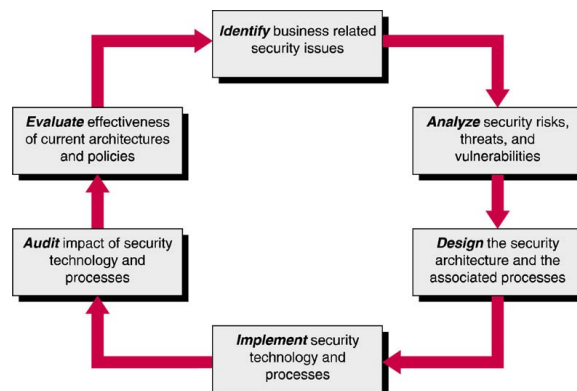 Identify business related
security issues
Analyze security risks,
threats, and
vulnerabilities
Design the security
architecture and the
associated processes
Implement security
technology and
processes
Audit impact of security
technology and
processes
Evaluate effectiveness
of current architectures
and policies